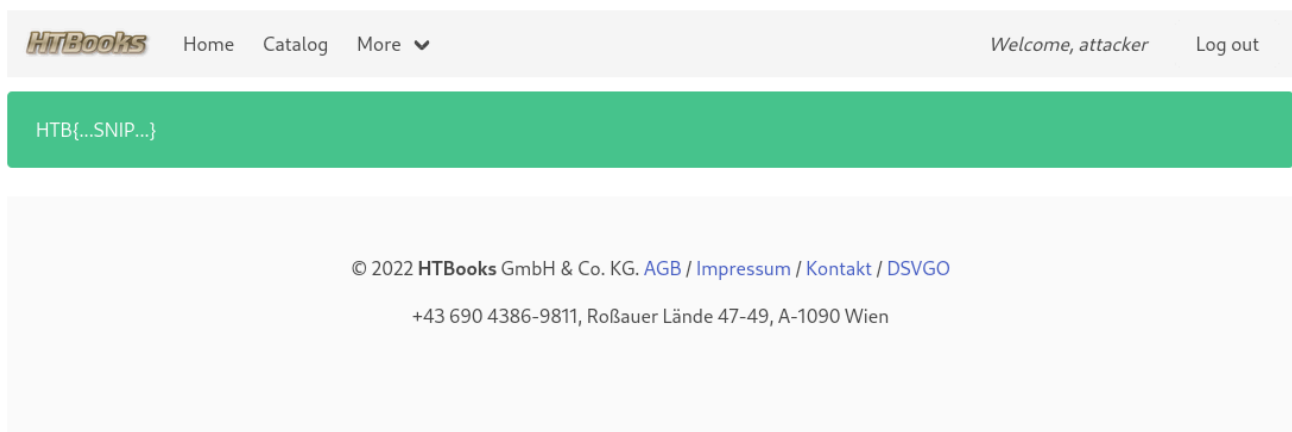 HTBooks Home Catalog More Welcome, attacker Log out
HTB{...SNIP...}
© 2022 HTBooks GmbH & Co. KG. AGB / Impressum / Kontakt / DSVGO
+43 690 4386-9811, Roßauer Lände 47-49, A-1090 Wien